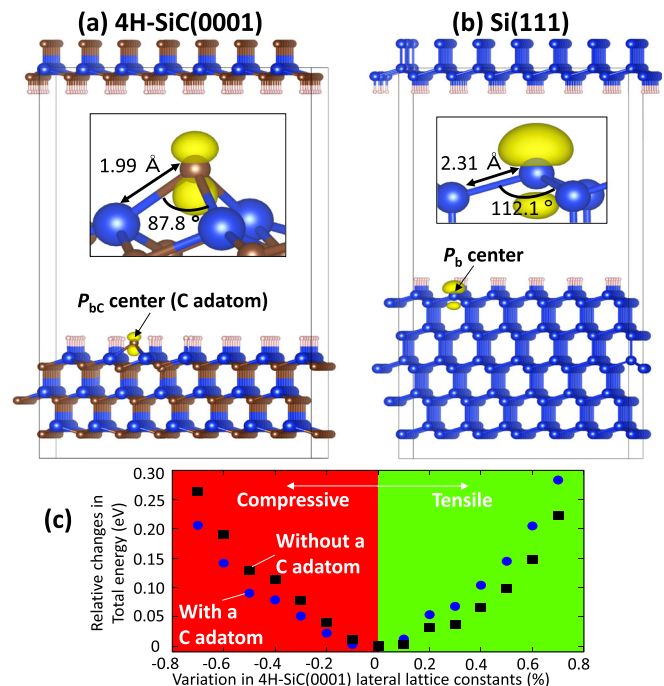 (a) 4H-SiC(0001)
(b) Si(111)
1.99 Å
87.8 °
2.31 Å
112.1 °
PbC center (C adatom)
Pb center
(c)
Relative changes in
Total energy (eV)
0.30
0.25
0.20
0.15
0.10
0.05
0
Compressive
Tensile
Without a
C adatom
With a
C adatom
-0.8 -0.6 -0.4 -0.2 0 0.2 0.4 0.6 0.8
Variation in 4H-SiC(0001) lateral lattice constants (%)